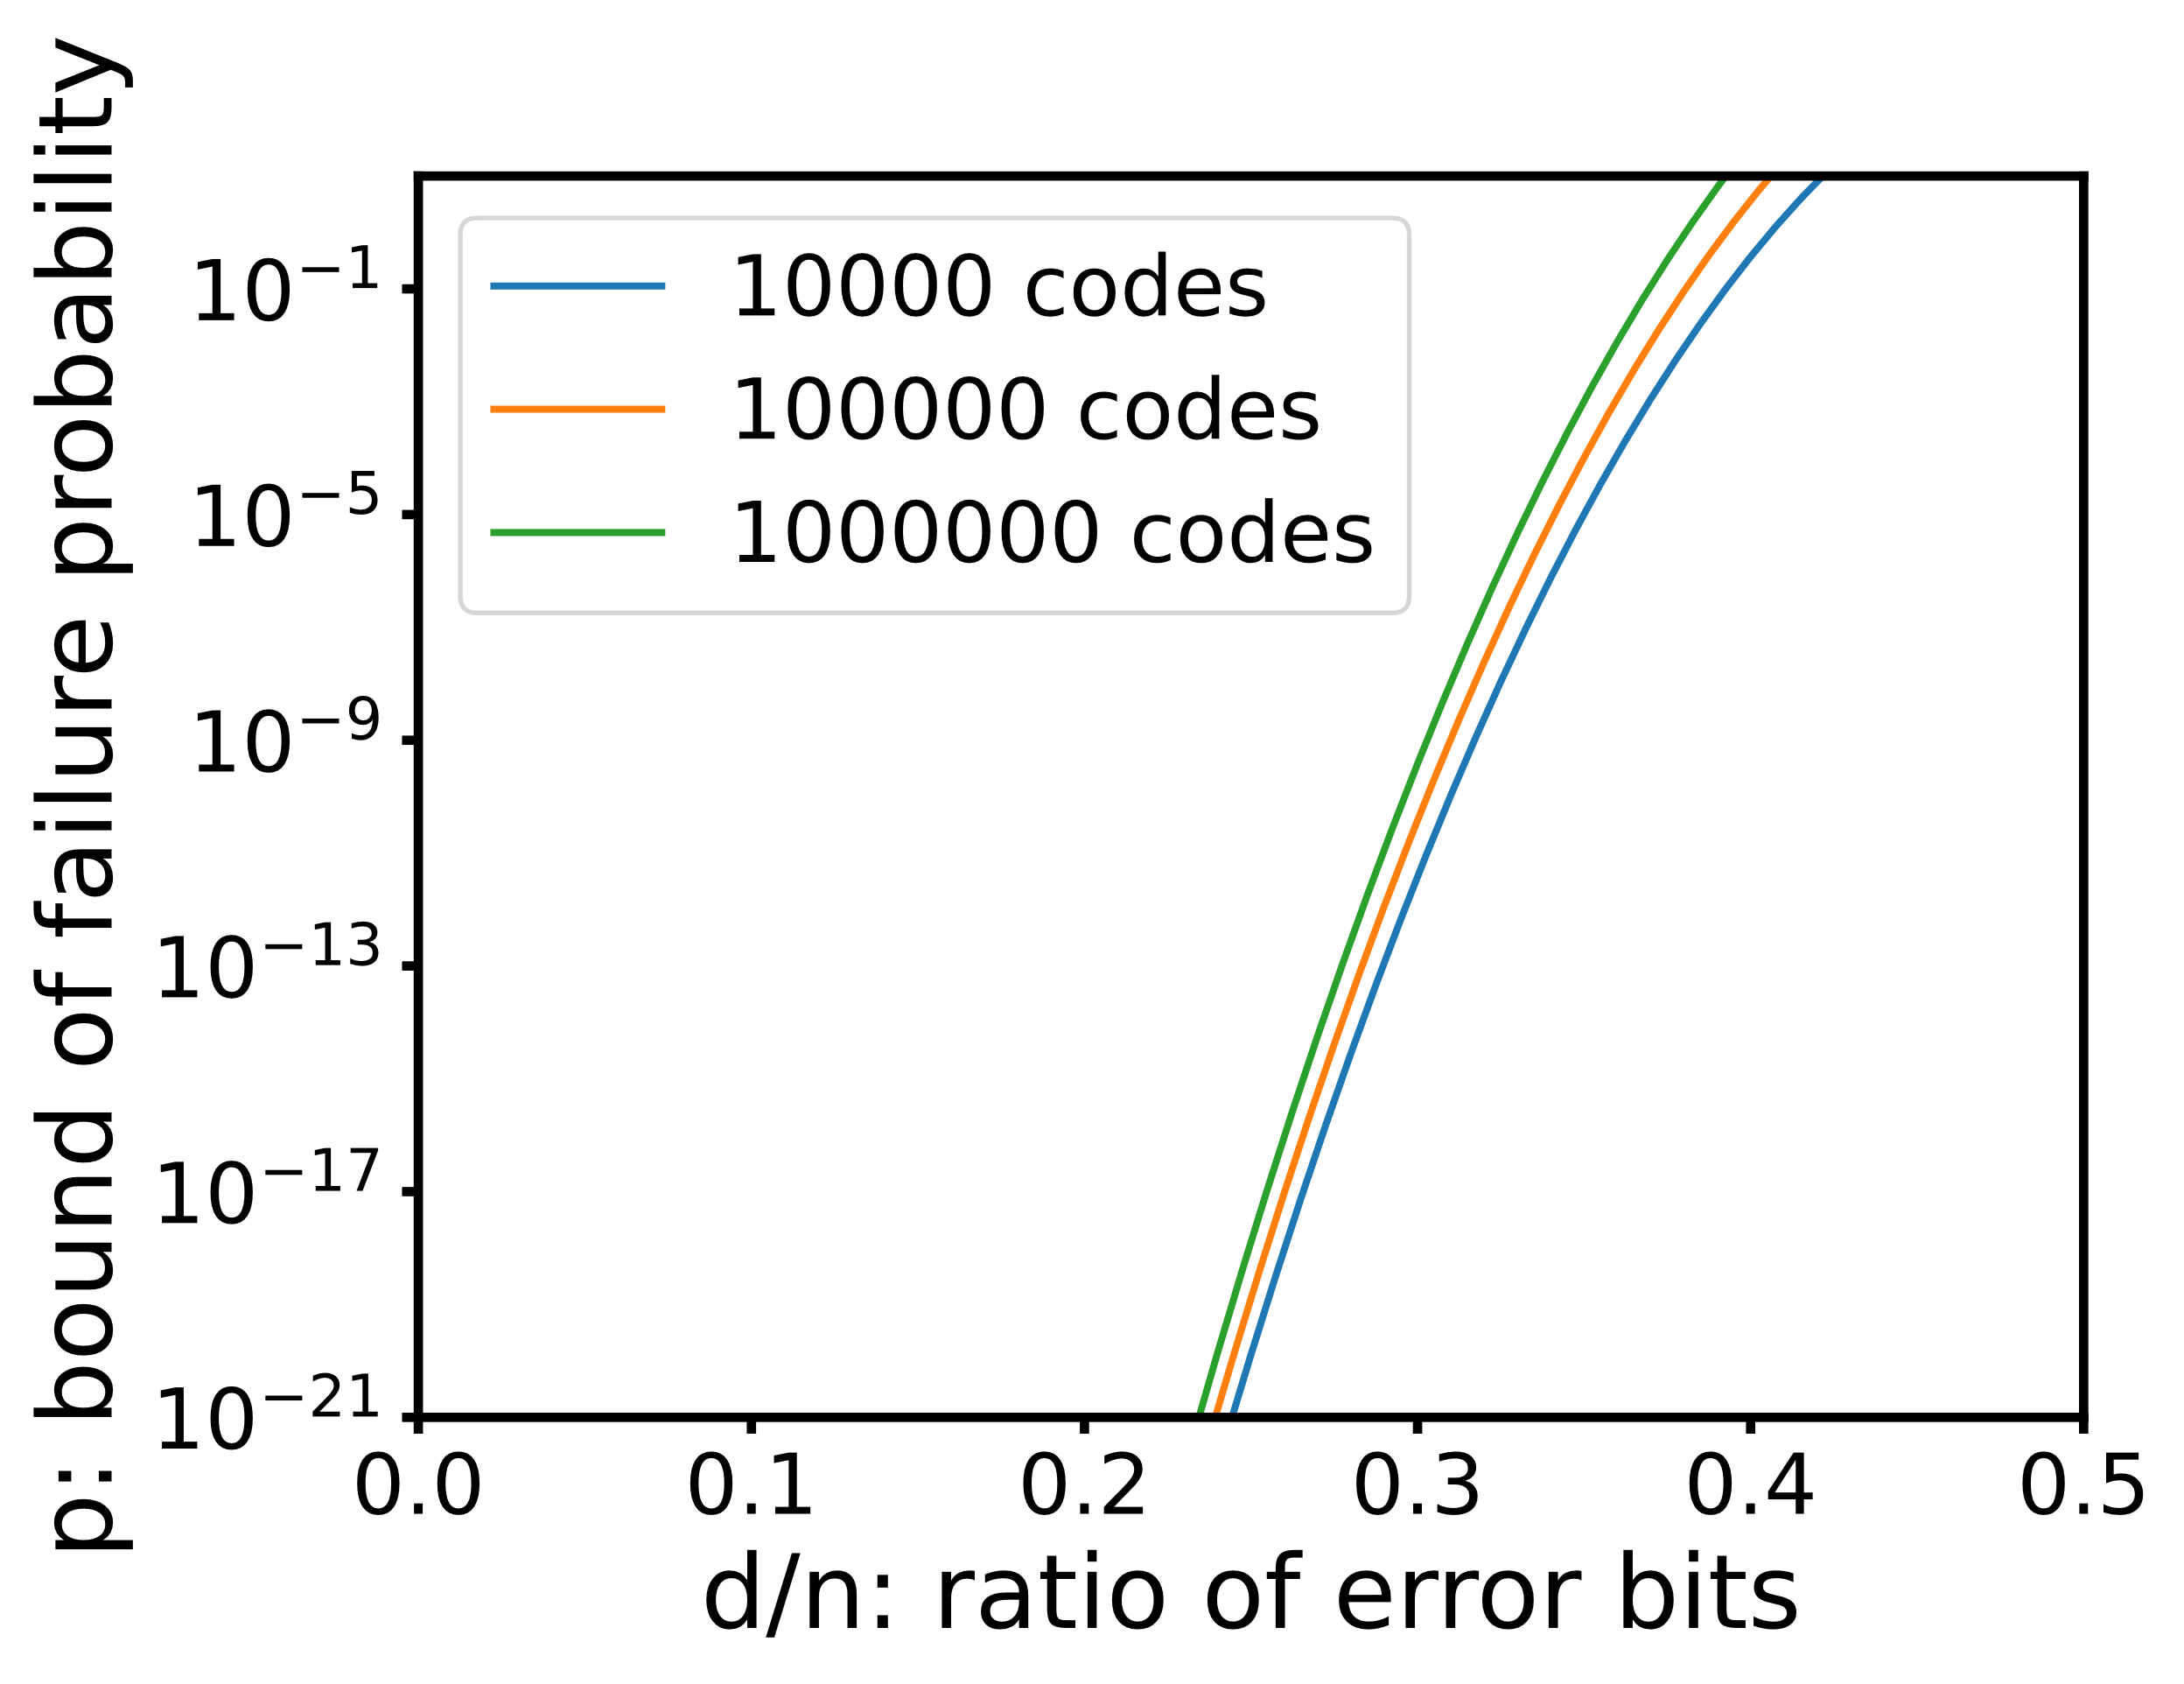 p: bound of failure probability
10⁻¹
10⁻⁵
10⁻⁹
10⁻¹³
10⁻¹⁷
10⁻²¹
10000 codes
100000 codes
1000000 codes
0.0 0.1 0.2 0.3 0.4 0.5
d/n: ratio of error bits